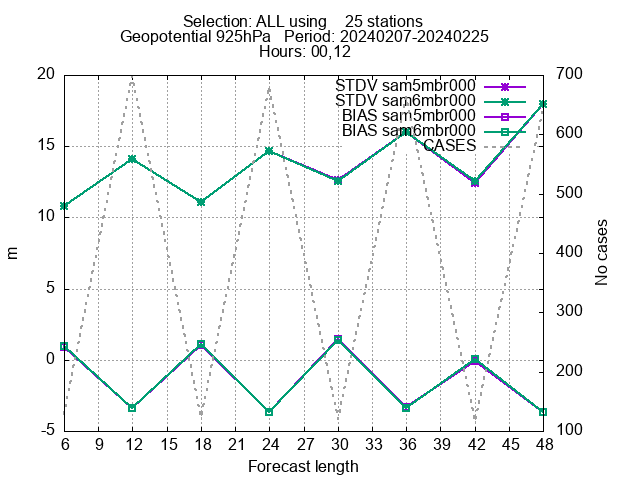 Selection: ALL using    25 stations
Geopotential 925hPa   Period: 20240207-20240225
Hours: 00,12
STDV sam5mbr000
STDV sam6mbr000
BIAS sam5mbr000
BIAS sam6mbr000
CASES
20
15
10
5
0
-5
m
700
600
500
400
300
200
100
No cases
6 9 12 15 18 21 24 27 30 33 36 39 42 45 48
Forecast length